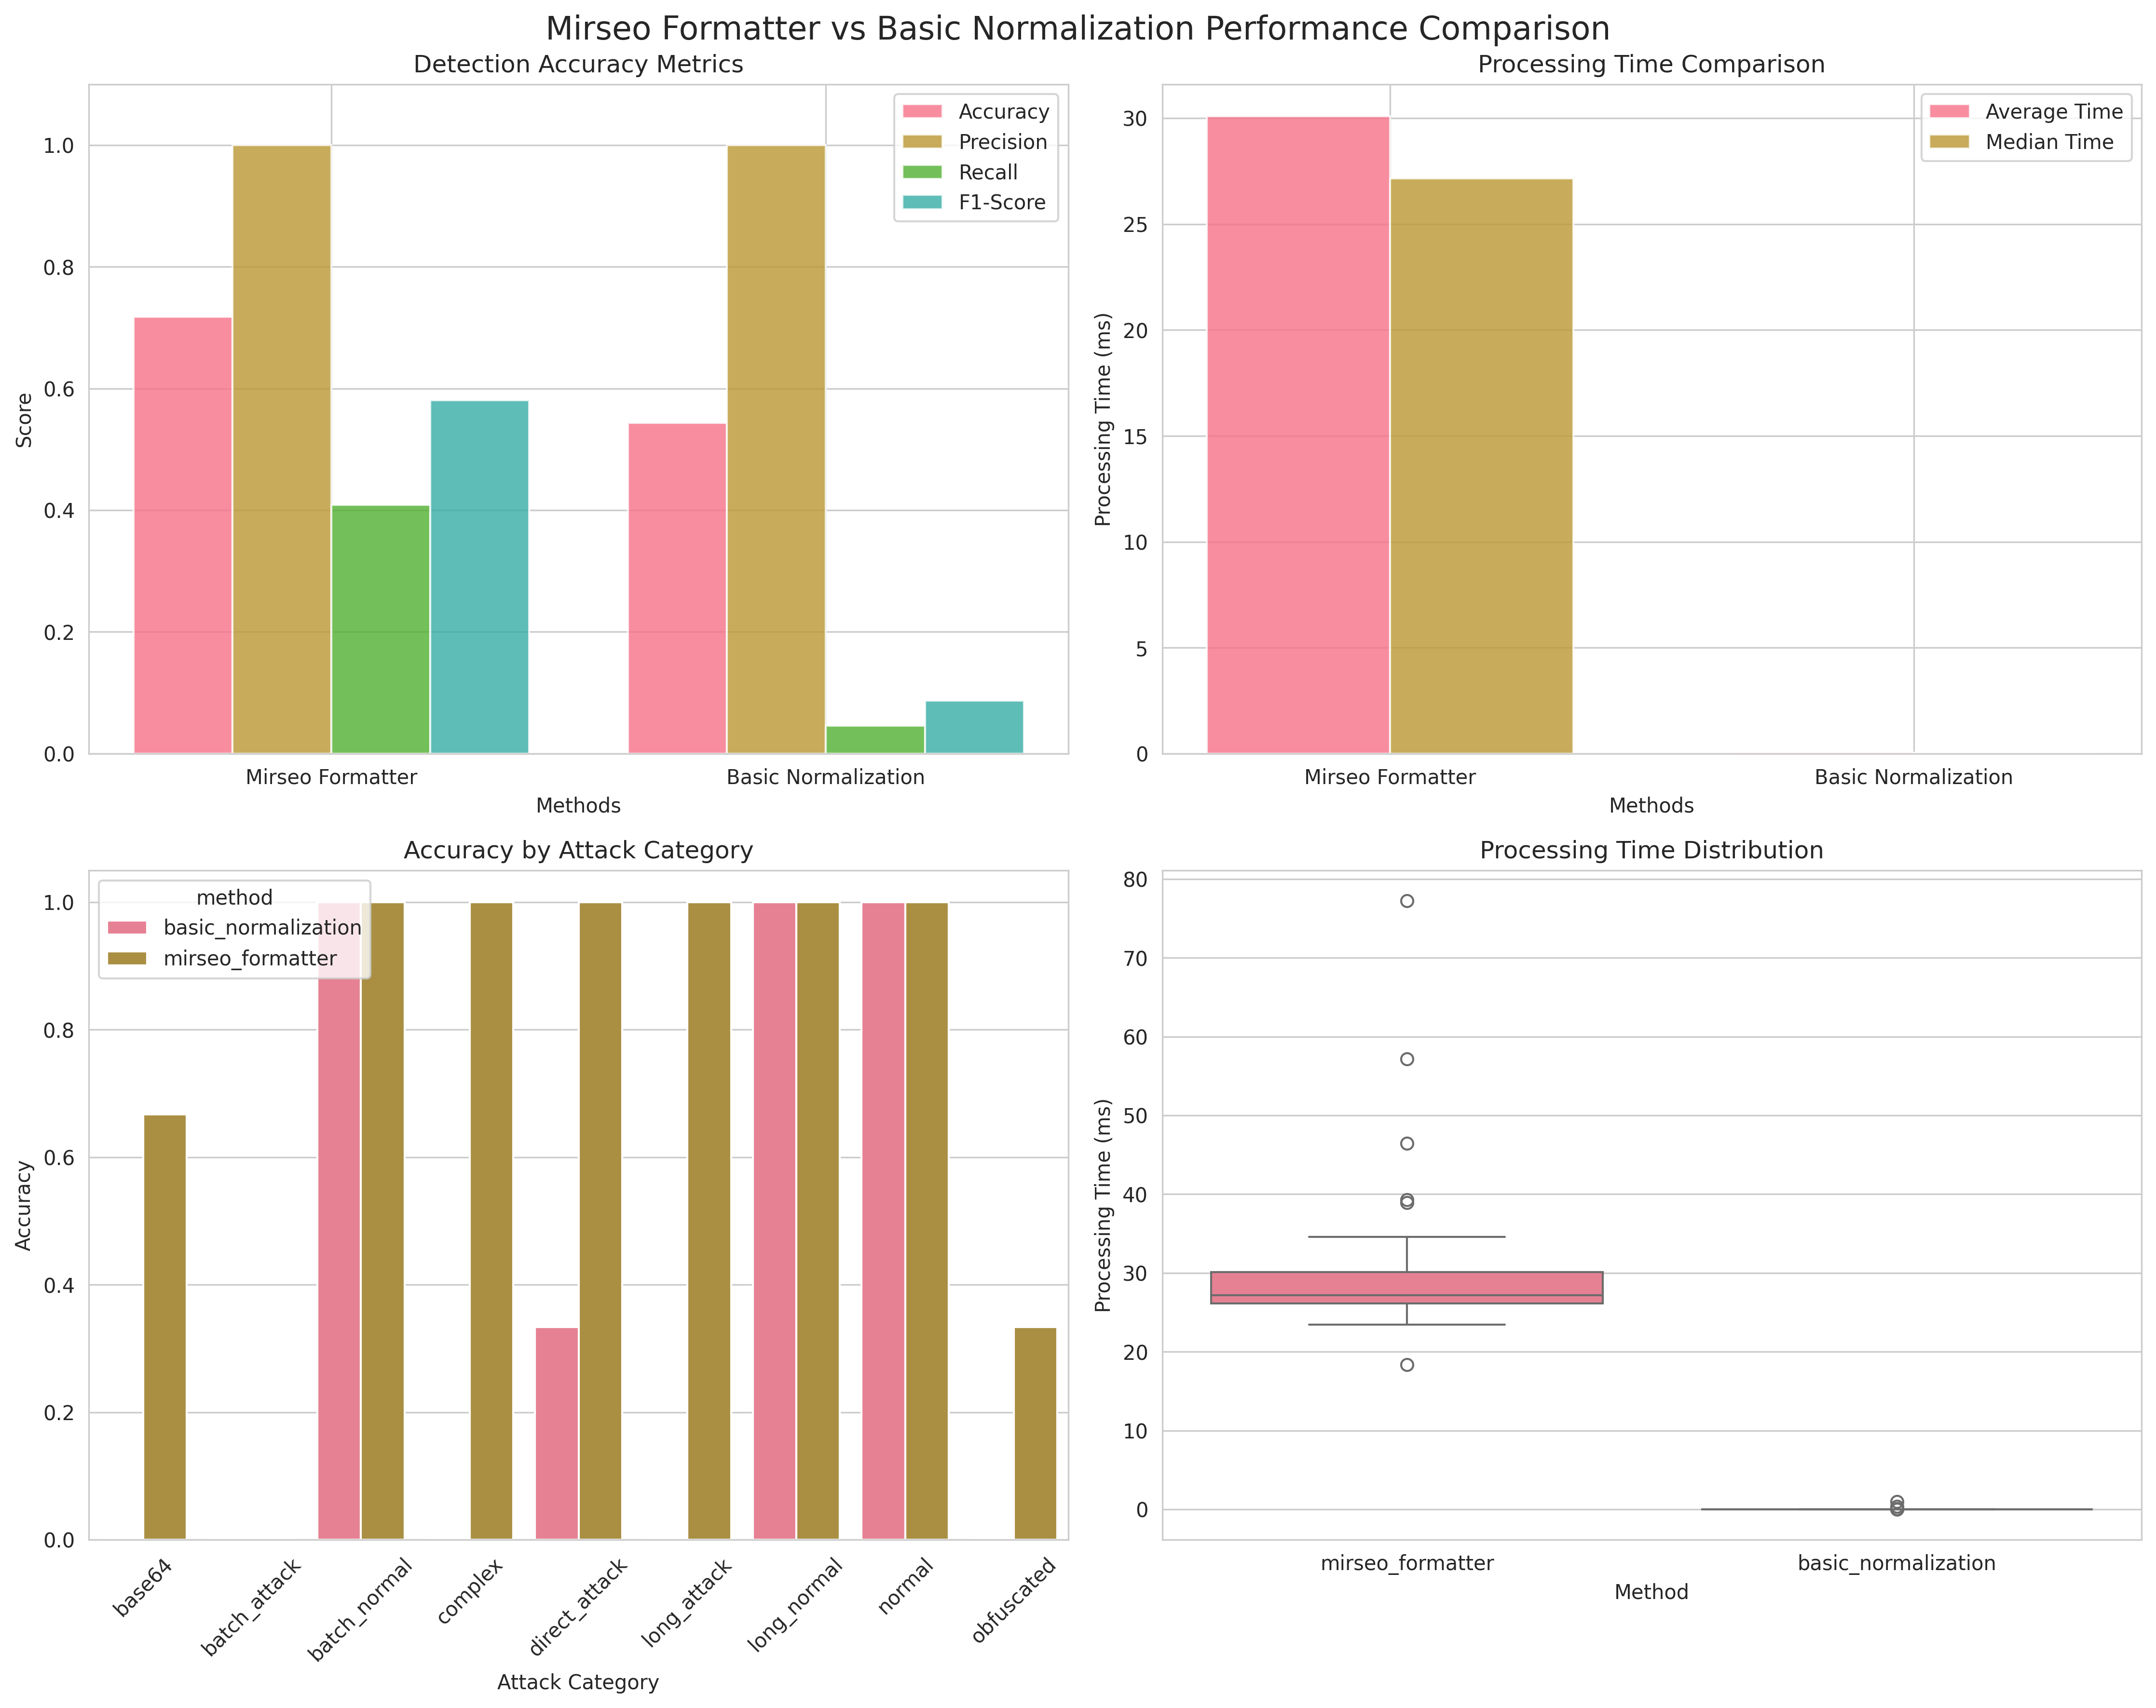 Mirseo Formatter vs Basic Normalization Performance Comparison
Detection Accuracy Metrics
Accuracy
Precision
Recall
F1-Score
1.0
0.8
0.6
0.4
0.2
0.0
Score
Mirseo Formatter
Basic Normalization
Methods
Processing Time Comparison
Average Time
Median Time
30
25
20
15
10
5
0
Processing Time (ms)
Mirseo Formatter
Basic Normalization
Methods
Accuracy by Attack Category
method
basic_normalization
mirseo_formatter
1.0
0.8
0.6
0.4
0.2
0.0
Accuracy
base64
batch_attack
batch_normal
complex
direct_attack
long_attack
long_normal
normal
obfuscated
Attack Category
Processing Time Distribution
80
70
60
50
40
30
20
10
0
Processing Time (ms)
mirseo_formatter
basic_normalization
Method